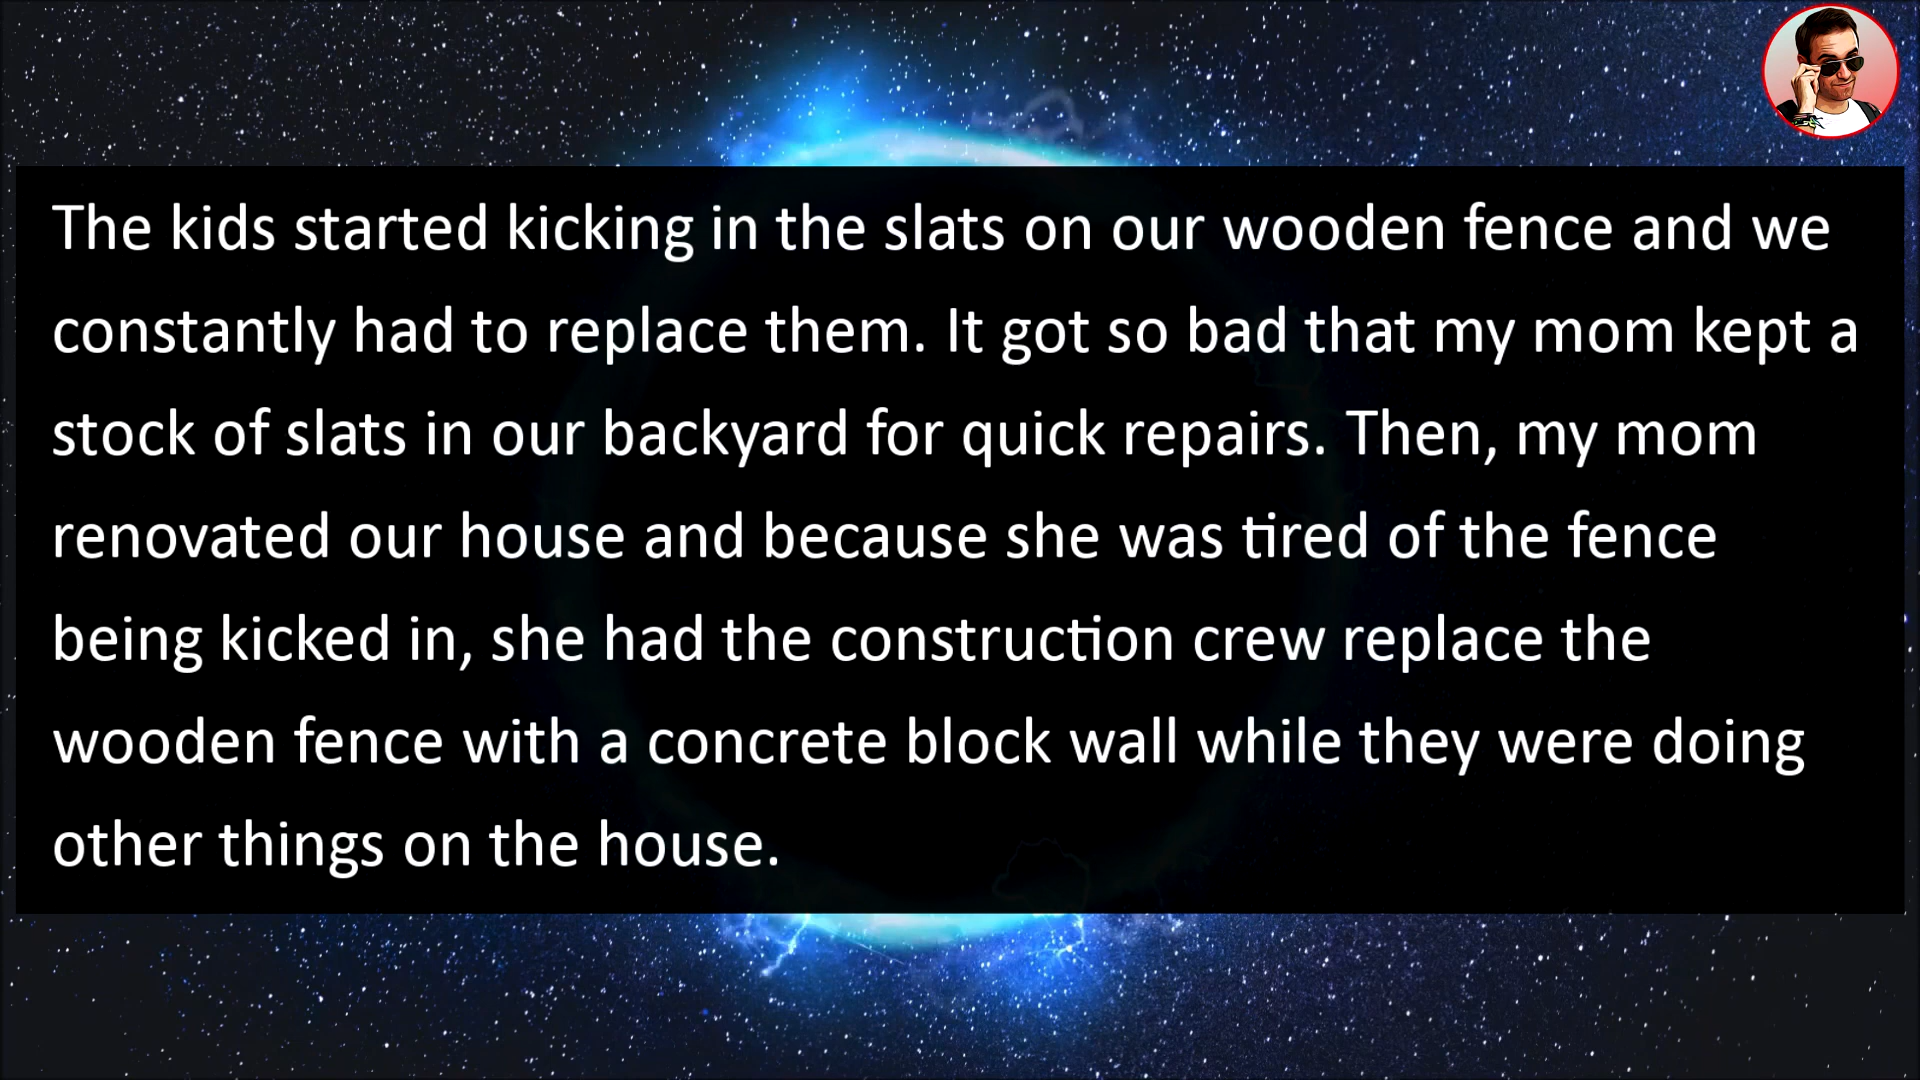 The kids started kicking in the slats on our wooden fence and we
constantly had to replace them. It got so bad that my mom kept a
stock of slats in our backyard for quick repairs. Then, my mom
renovated our house and because she was tired of the fence
being kicked in, she had the construction crew replace the
wooden fence with a concrete block wall while they were doing
other things on the house.